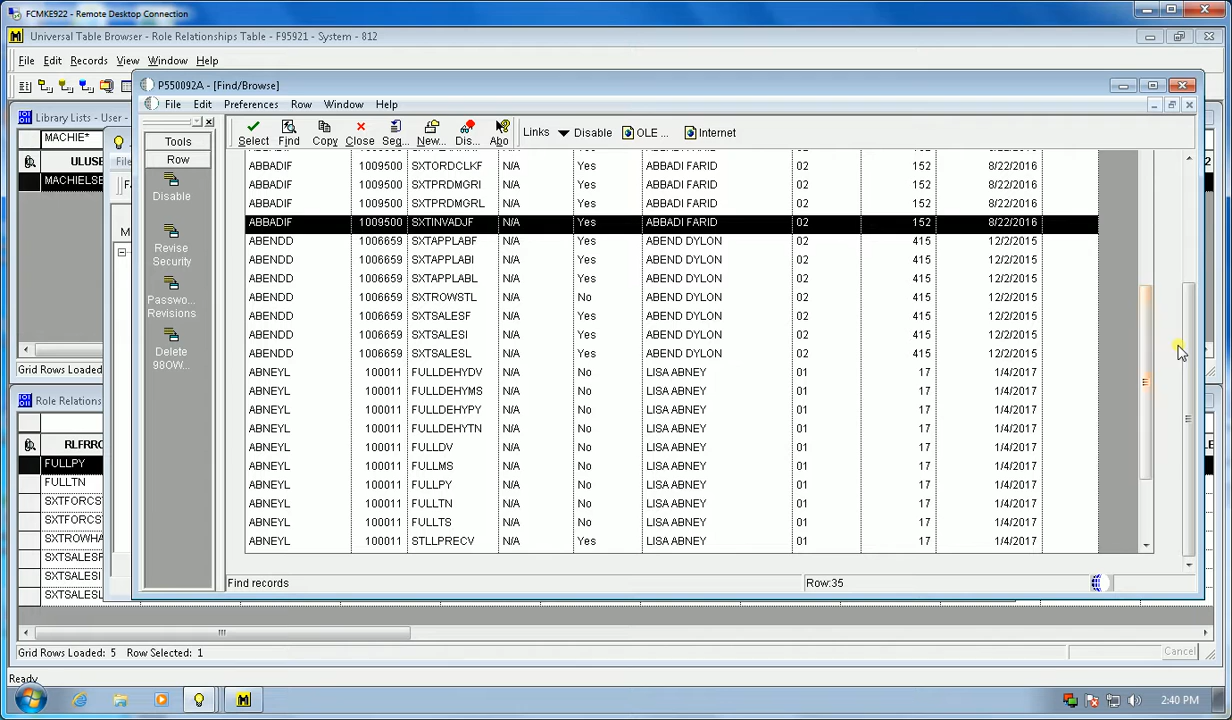 FCMKE922 - Remote Desktop Connection
Universal Table Browser - Role Relationships Table - F95921 - System - 812
File Edit Records View Window Help
P550092A - [Find/Browse]
File Edit Preferences Row Window Help
Select Find Copy Close Seq... New... Dis... Abo Links Disable OLE ... Internet
Tools
Row
Disable
Revise
Security
Passwo...
Revisions
Delete
98OW...
Library Lists - User -
MACHIE*
ULUSE
MACHIELSE
Grid Rows Loaded:
Role Relations
RLFRRO
FULLPY
FULLTN
SXTFORCS
SXTFORCS
SXTROWHA
SXTSALESF
SXTSALESI
SXTSALESL
ABBADIF 1009500 SXTORDCLKF N/A Yes ABBADI FARID 02 152 8/22/2016
ABBADIF 1009500 SXTPRDMGRI N/A Yes ABBADI FARID 02 152 8/22/2016
ABBADIF 1009500 SXTPRDMGRL N/A Yes ABBADI FARID 02 152 8/22/2016
ABBADIF 1009500 SXTINVADJF N/A Yes ABBADI FARID 02 152 8/22/2016
ABENDD 1006659 SXTAPPLABF N/A Yes ABEND DYLON 02 415 12/2/2015
ABENDD 1006659 SXTAPPLABI N/A Yes ABEND DYLON 02 415 12/2/2015
ABENDD 1006659 SXTAPPLABL N/A Yes ABEND DYLON 02 415 12/2/2015
ABENDD 1006659 SXTROWSTL N/A No ABEND DYLON 02 415 12/2/2015
ABENDD 1006659 SXTSALESF N/A Yes ABEND DYLON 02 415 12/2/2015
ABENDD 1006659 SXTSALESI N/A Yes ABEND DYLON 02 415 12/2/2015
ABENDD 1006659 SXTSALESL N/A Yes ABEND DYLON 02 415 12/2/2015
ABNEYL 100011 FULLDEHYDV N/A No LISA ABNEY 01 17 1/4/2017
ABNEYL 100011 FULLDEHYMS N/A No LISA ABNEY 01 17 1/4/2017
ABNEYL 100011 FULLDEHYPY N/A No LISA ABNEY 01 17 1/4/2017
ABNEYL 100011 FULLDEHYTN N/A No LISA ABNEY 01 17 1/4/2017
ABNEYL 100011 FULLDV N/A No LISA ABNEY 01 17 1/4/2017
ABNEYL 100011 FULLMS N/A No LISA ABNEY 01 17 1/4/2017
ABNEYL 100011 FULLPY N/A No LISA ABNEY 01 17 1/4/2017
ABNEYL 100011 FULLTN N/A No LISA ABNEY 01 17 1/4/2017
ABNEYL 100011 FULLTS N/A No LISA ABNEY 01 17 1/4/2017
ABNEYL 100011 STLLPRECV N/A Yes LISA ABNEY 01 17 1/4/2017
Find records Row:35
Grid Rows Loaded: 5 Row Selected: 1 Cancel
Ready
2:40 PM